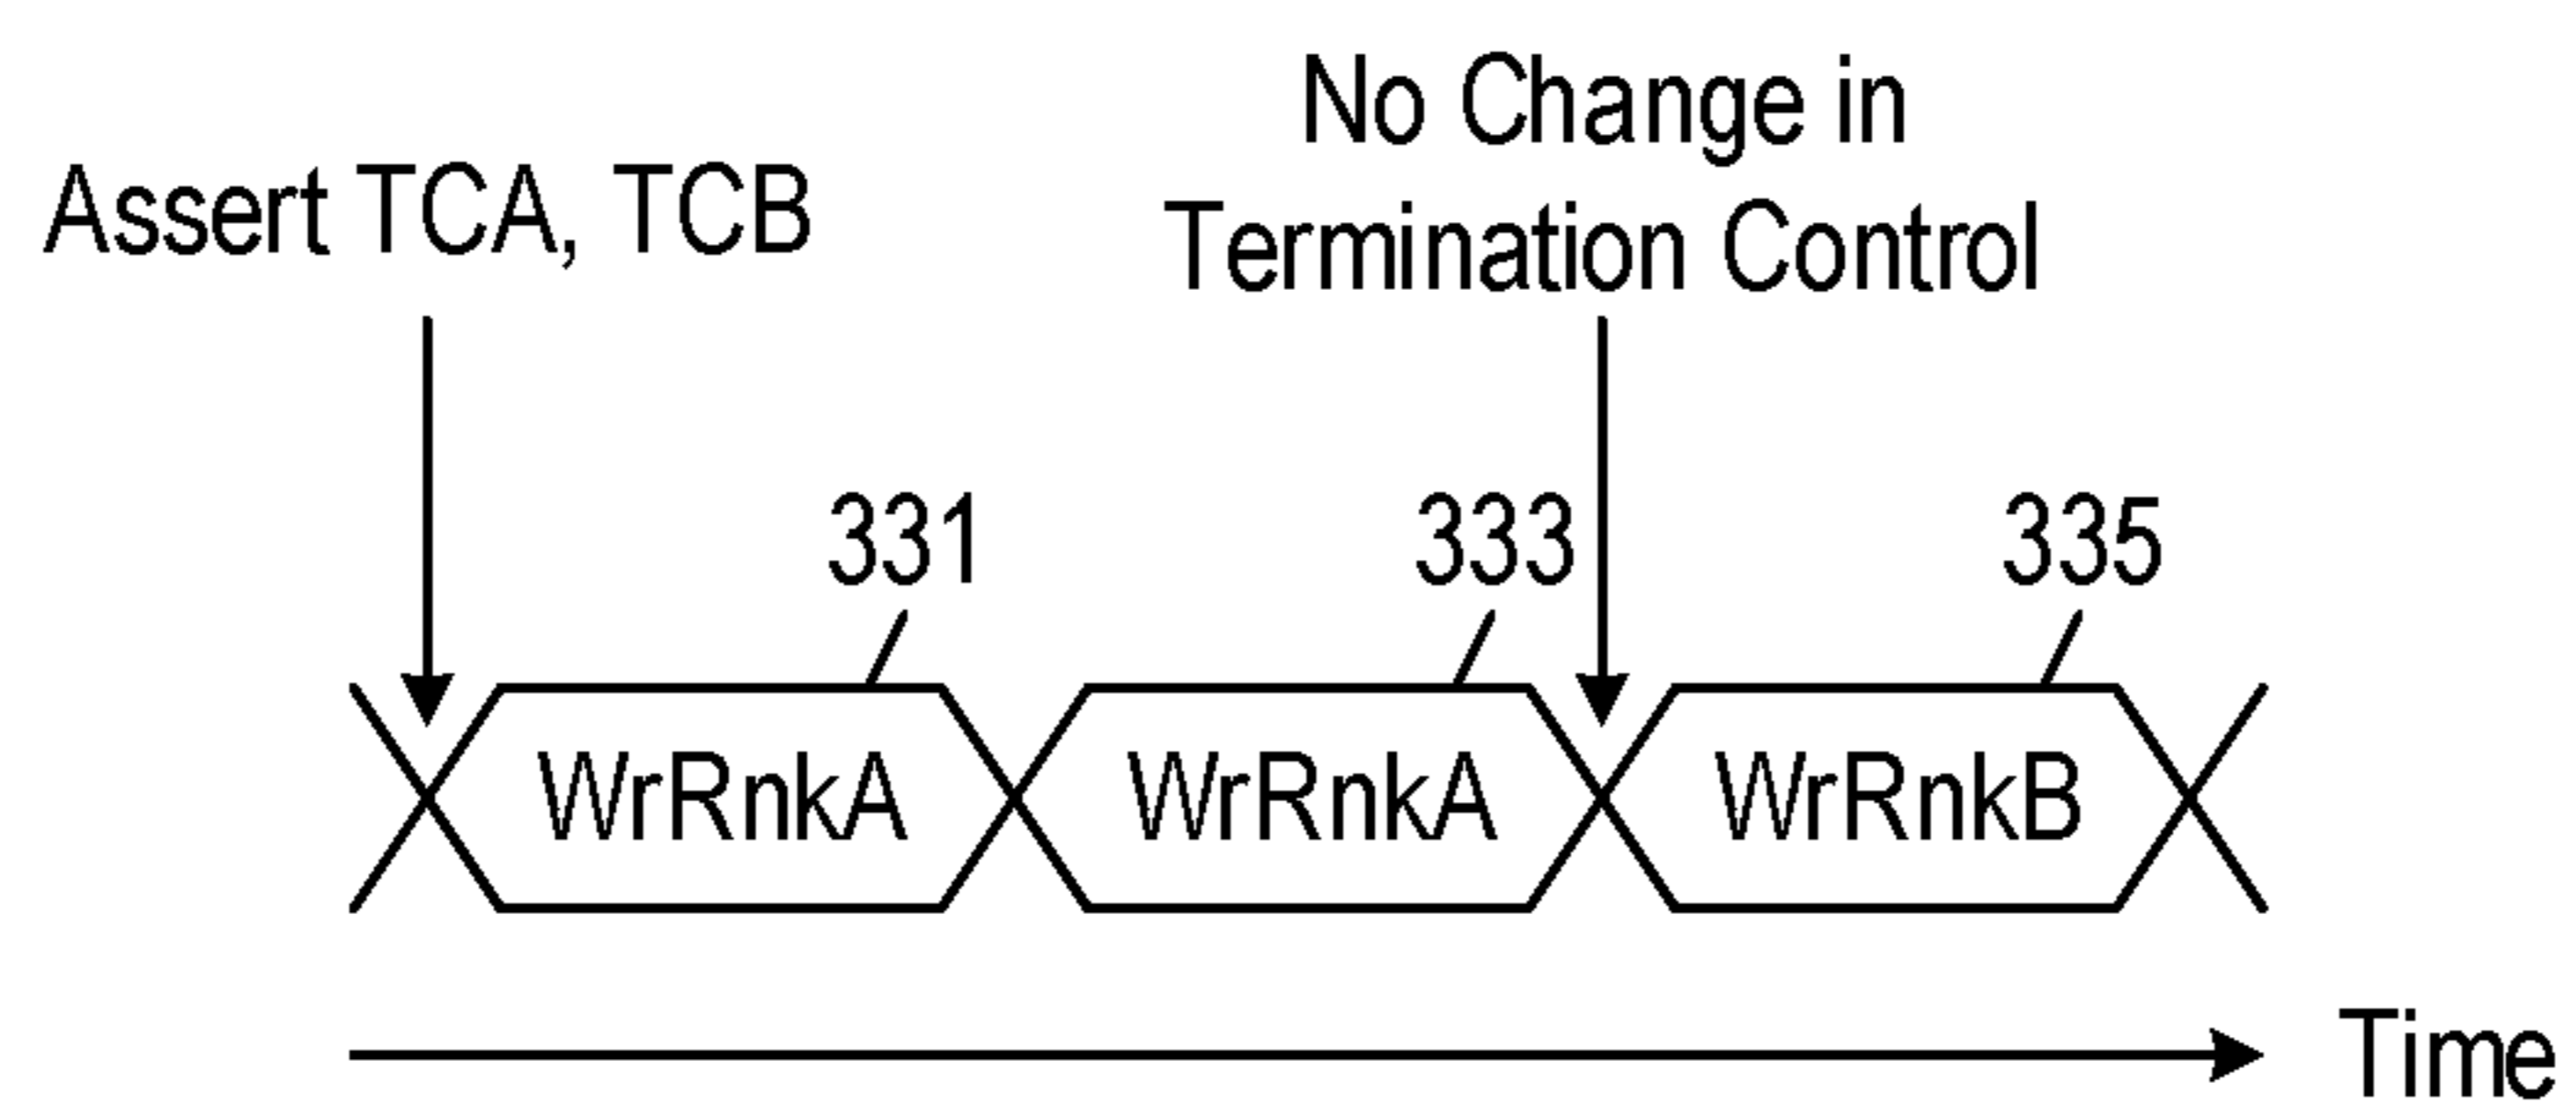 No Change in
Termination Control
Assert TCA, TCB
331
333
335
WrRnkA
WrRnkA
WrRnkB
Time